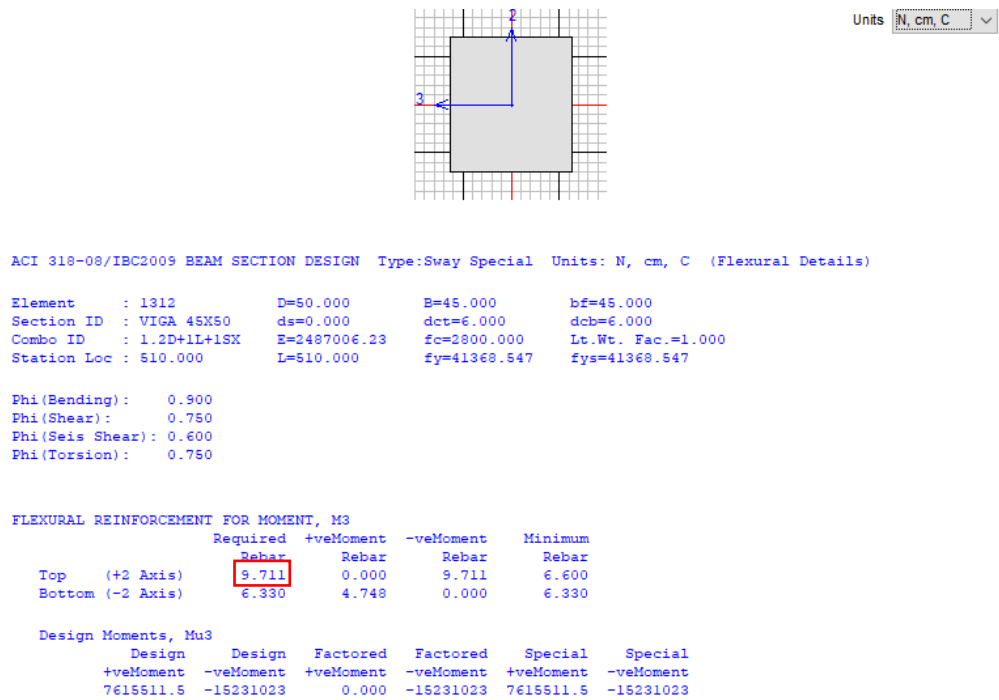 2
Units N, cm, C
3
ACI 318-08/IBC2009 BEAM SECTION DESIGN Type:Sway Special Units: N, cm, C (Flexural Details)
Element : 1312 D=50.000 B=45.000 bf=45.000
Section ID : VIGA 45X50 ds=0.000 dct=6.000 dcb=6.000
Combo ID : 1.2D+1L+1SX E=2487006.23 fc=2800.000 Lt.Wt. Fac.=1.000
Station Loc : 510.000 L=510.000 fy=41368.547 fys=41368.547
Phi(Bending): 0.900
Phi(Shear): 0.750
Phi(Seis Shear): 0.600
Phi(Torsion): 0.750
FLEXURAL REINFORCEMENT FOR MOMENT, M3
Required +veMoment -veMoment Minimum
Rebar Rebar Rebar Rebar
Top (+2 Axis) 9.711 0.000 9.711 6.600
Bottom (-2 Axis) 6.330 4.748 0.000 6.330
Design Moments, Mu3
Design Design Factored Factored Special Special
+veMoment -veMoment +veMoment -veMoment +veMoment -veMoment
7615511.5 -15231023 0.000 -15231023 7615511.5 -15231023